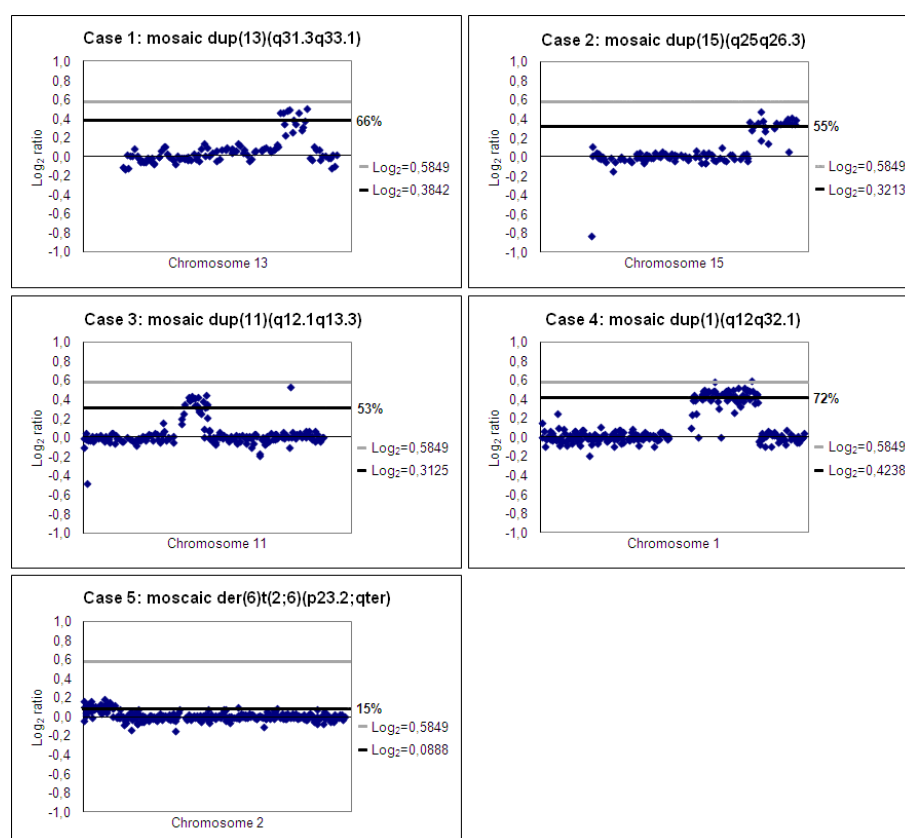 Case 1: mosaic dup(13)(q31.3q33.1)
1,0
0,8
0,6
0,4
0,2
0,0
-0,2
-0,4
-0,6
-0,8
-1,0
Log2 ratio
66%
Log2=0,5849
Log2=0,3842
Chromosome 13
Case 2: mosaic dup(15)(q25q26.3)
1,0
0,8
0,6
0,4
0,2
0,0
-0,2
-0,4
-0,6
-0,8
-1,0
Log2 ratio
55%
Log2=0,5849
Log2=0,3213
Chromosome 15
Case 3: mosaic dup(11)(q12.1q13.3)
1,0
0,8
0,6
0,4
0,2
0,0
-0,2
-0,4
-0,6
-0,8
-1,0
Log2 ratio
53%
Log2=0,5849
Log2=0,3125
Chromosome 11
Case 4: mosaic dup(1)(q12q32.1)
1,0
0,8
0,6
0,4
0,2
0,0
-0,2
-0,4
-0,6
-0,8
-1,0
Log2 ratio
72%
Log2=0,5849
Log2=0,4238
Chromosome 1
Case 5: moscaic der(6)t(2;6)(p23.2;qter)
1,0
0,8
0,6
0,4
0,2
0,0
-0,2
-0,4
-0,6
-0,8
-1,0
Log2 ratio
15%
Log2=0,5849
Log2=0,0888
Chromosome 2